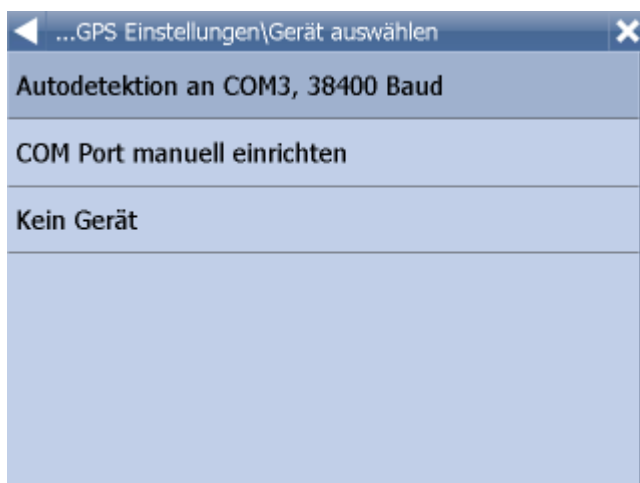 ...GPS Einstellungen\Gerät auswählen
Autodetektion an COM3, 38400 Baud
COM Port manuell einrichten
Kein Gerät